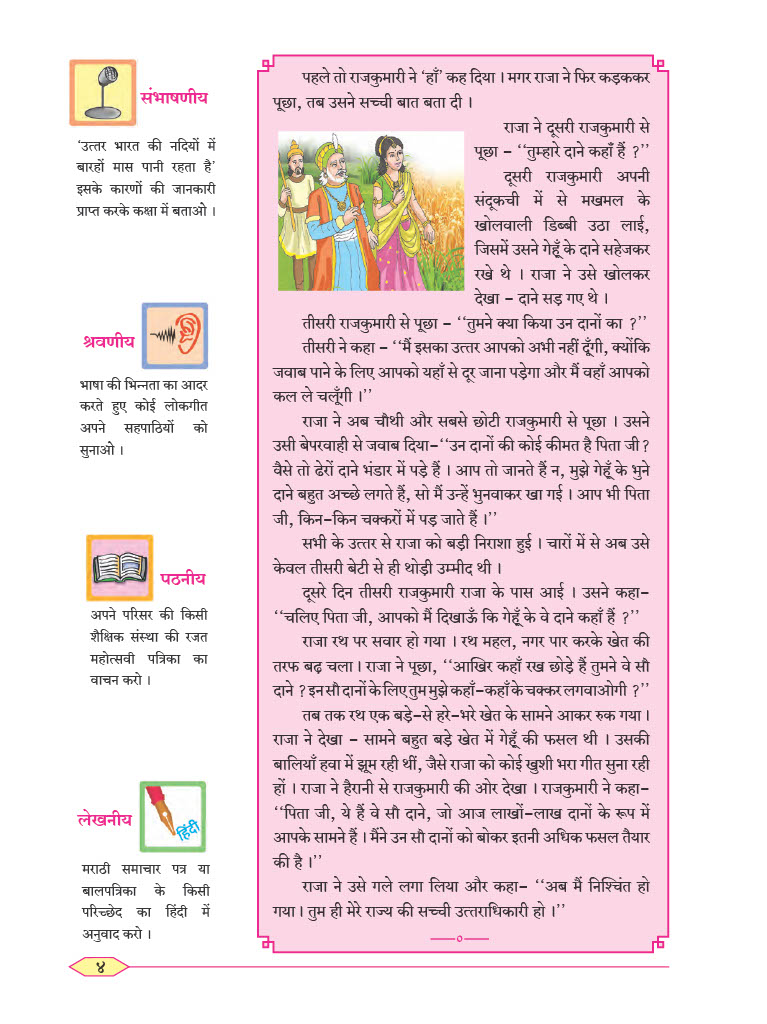 संभाषणीय
‘उत्तर भारत की नदियों में
बारहों मास पानी रहता है’
इसके कारणों की जानकारी
प्राप्त करके कक्षा में बताओ ।
श्रवणीय
भाषा की भिन्नता का आदर
करते हुए कोई लोकगीत
अपने सहपाठियों को
सुनाओ ।
पठनीय
अपने परिसर की किसी
शैक्षिक संस्था की रजत
महोत्सवी पत्रिका का
वाचन करो ।
लेखनीय
हिंदी
मराठी समाचार पत्र या
बालपत्रिका के किसी
परिच्छेद का हिंदी में
अनुवाद करो ।
पहले तो राजकुमारी ने ‘हाँ’ कह दिया । मगर राजा ने फिर कड़ककर
पूछा, तब उसने सच्ची बात बता दी ।
राजा ने दूसरी राजकुमारी से
पूछा - ‘‘तुम्हारे दाने कहाँ हैं ?’’
दूसरी राजकुमारी अपनी
संदूकची में से मखमल के
खोलवाली डिब्बी उठा लाई,
जिसमें उसने गेहूँ के दाने सहेजकर
रखे थे । राजा ने उसे खोलकर
देखा - दाने सड़ गए थे ।
तीसरी राजकुमारी से पूछा - ‘‘तुमने क्या किया उन दानों का ?’’
तीसरी ने कहा - ‘‘मैं इसका उत्तर आपको अभी नहीं दूँगी, क्योंकि
जवाब पाने के लिए आपको यहाँ से दूर जाना पड़ेगा और मैं वहाँ आपको
कल ले चलूँगी ।’’
राजा ने अब चौथी और सबसे छोटी राजकुमारी से पूछा । उसने
उसी बेपरवाही से जवाब दिया-‘‘उन दानों की कोई कीमत है पिता जी ?
वैसे तो ढेरों दाने भंडार में पड़े हैं । आप तो जानते हैं न, मुझे गेहूँ के भुने
दाने बहुत अच्छे लगते हैं, सो मैं उन्हें भुनवाकर खा गई । आप भी पिता
जी, किन-किन चक्करों में पड़ जाते हैं ।’’
सभी के उत्तर से राजा को बड़ी निराशा हुई । चारों में से अब उसे
केवल तीसरी बेटी से ही थोड़ी उम्मीद थी ।
दूसरे दिन तीसरी राजकुमारी राजा के पास आई । उसने कहा-
‘‘चलिए पिता जी, आपको मैं दिखाऊँ कि गेहूँ के वे दाने कहाँ हैं ?’’
राजा रथ पर सवार हो गया । रथ महल, नगर पार करके खेत की
तरफ बढ़ चला । राजा ने पूछा, ‘‘आखिर कहाँ रख छोड़े हैं तुमने वे सौ
दाने ? इन सौ दानों के लिए तुम मुझे कहाँ-कहाँ के चक्कर लगवाओगी ?’’
तब तक रथ एक बड़े-से हरे-भरे खेत के सामने आकर रुक गया ।
राजा ने देखा - सामने बहुत बड़े खेत में गेहूँ की फसल थी । उसकी
बालियाँ हवा में झूम रही थीं, जैसे राजा को कोई खुशी भरा गीत सुना रही
हों । राजा ने हैरानी से राजकुमारी की ओर देखा । राजकुमारी ने कहा-
‘‘पिता जी, ये हैं वे सौ दाने, जो आज लाखों-लाख दानों के रूप में
आपके सामने हैं । मैंने उन सौ दानों को बोकर इतनी अधिक फसल तैयार
की है ।’’
राजा ने उसे गले लगा लिया और कहा- ‘‘अब मैं निश्चिंत हो
गया । तुम ही मेरे राज्य की सच्ची उत्तराधिकारी हो ।’’
४